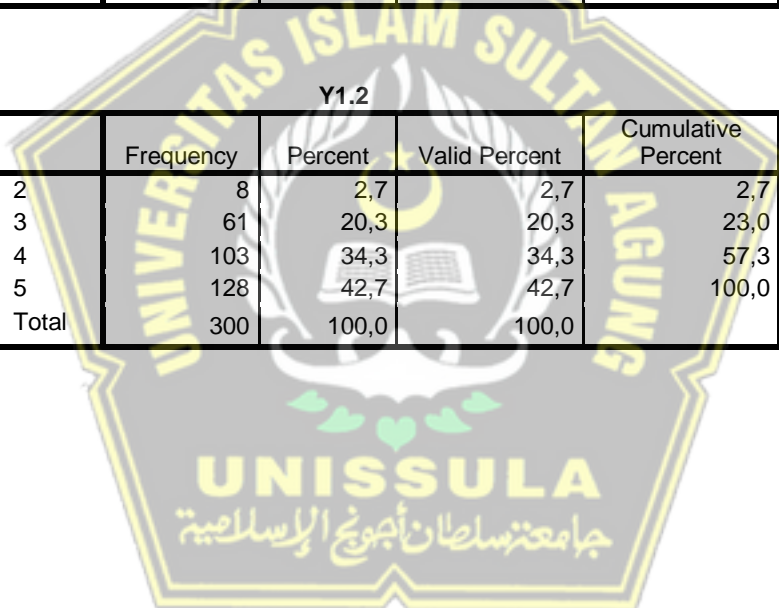 Y1.2
Frequency Percent Valid Percent Cumulative Percent
2 8 2,7 2,7 2,7
3 61 20,3 20,3 23,0
4 103 34,3 34,3 57,3
5 128 42,7 42,7 100,0
Total 300 100,0 100,0
UNIVERSITAS ISLAM SULTAN AGUNG
UNISSULA
جامعة سلطان أجونج الإسلامية